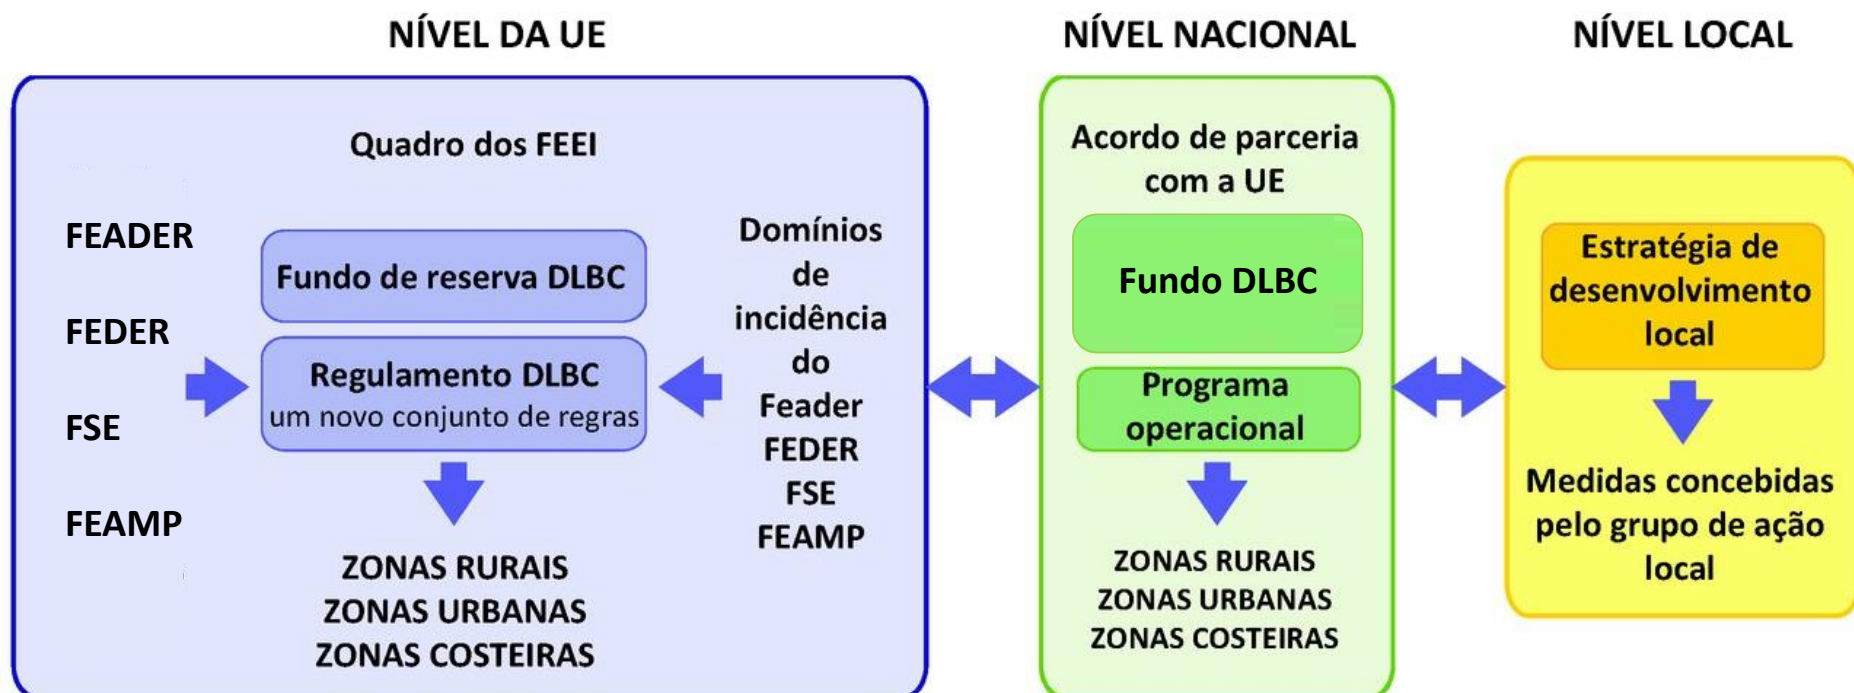 NÍVEL DA UE
Quadro dos FEEI
FEADER
FEDER
FSE
FEAMP
Fundo de reserva DLBC
Regulamento DLBC
um novo conjunto de regras
Domínios
de
incidência
do
Feader
FEDER
FSE
FEAMP
ZONAS RURAIS
ZONAS URBANAS
ZONAS COSTEIRAS
NÍVEL NACIONAL
Acordo de parceria
com a UE
Fundo DLBC
Programa
operacional
ZONAS RURAIS
ZONAS URBANAS
ZONAS COSTEIRAS
NÍVEL LOCAL
Estratégia de
desenvolvimento
local
Medidas concebidas
pelo grupo de ação
local